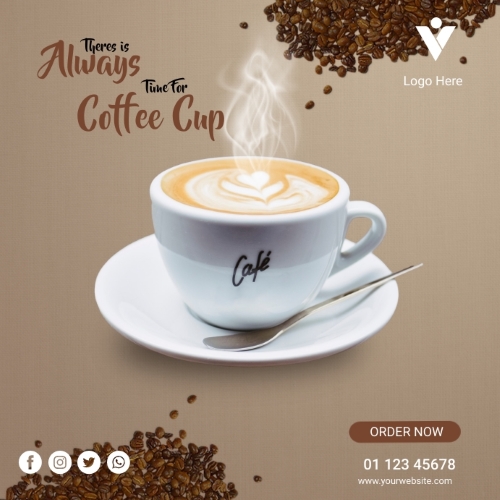 Theres is
Always
Time For
Coffee Cup
Logo Here
Café
ORDER NOW
01 123 45678
www.yourwebsite.com